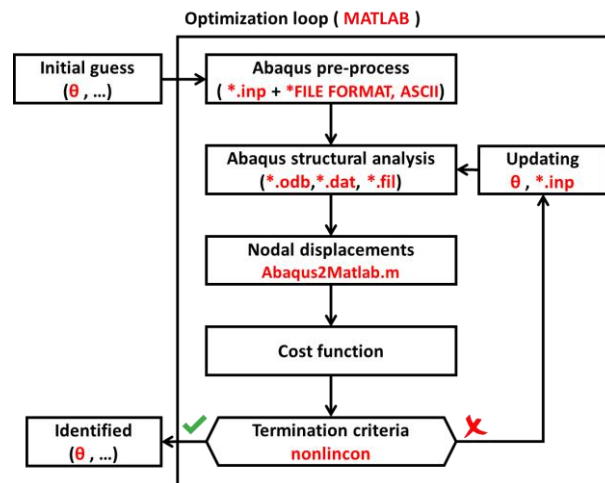 Optimization loop ( MATLAB )
Initial guess
(θ , ...)
Abaqus pre-process
( *.inp + *FILE FORMAT, ASCII)
Abaqus structural analysis
(*.odb,*.dat, *.fil)
Updating
θ , *.inp
Nodal displacements
Abaqus2Matlab.m
Cost function
Termination criteria
nonlincon
Identified
(θ , ...)